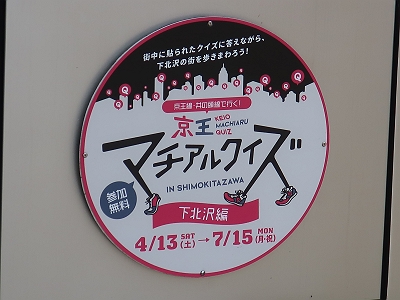 街中に貼られたクイズに答えながら、
下北沢の街を歩きまわろう!
Q Q Q Q Q Q Q
京王線・井の頭線で行く!
京王 KEIO MACHIARU QUIZ
マチアルクイズ
IN SHIMOKITAZAWA
参加無料
下北沢編
4/13 SAT(土) → 7/15 MON(月・祝)